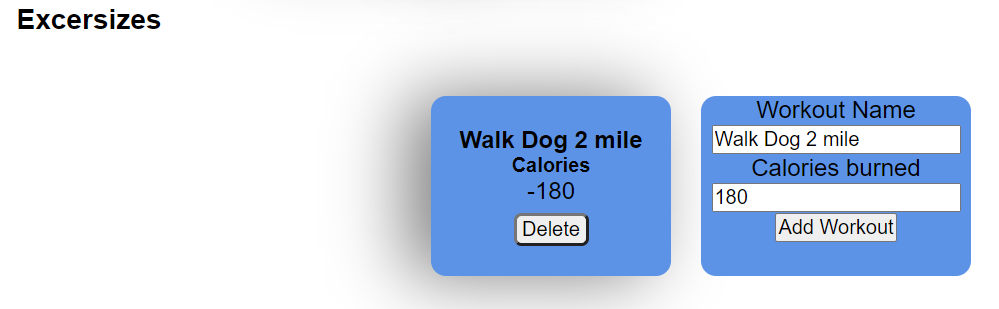 Excersizes
Walk Dog 2 mile
Calories
-180
Delete
Workout Name
Walk Dog 2 mile
Calories burned
180
Add Workout